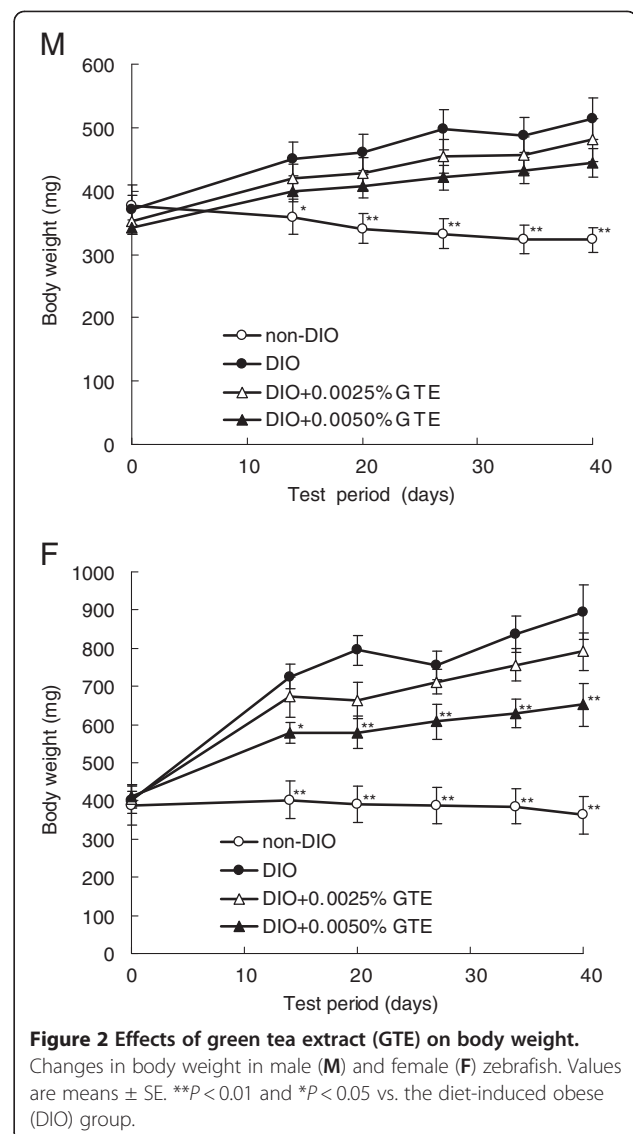 M
600
500
400
300
200
100
0
Body weight (mg)
*
**
**
**
**
non-DIO
DIO
DIO+0.0025% GTE
DIO+0.0050% GTE
0 10 20 30 40
Test period (days)
F
1000
900
800
700
600
500
400
300
200
100
0
Body weight (mg)
*
**
**
**
**
**
**
**
**
**
non-DIO
DIO
DIO+0.0025% GTE
DIO+0.0050% GTE
0 10 20 30 40
Test period (days)
Figure 2 Effects of green tea extract (GTE) on body weight.
Changes in body weight in male (M) and female (F) zebrafish. Values
are means ± SE. **P < 0.01 and *P < 0.05 vs. the diet-induced obese
(DIO) group.